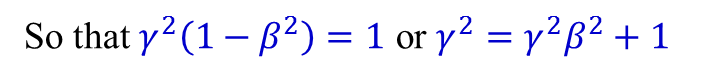 So that γ²(1 − β²) = 1 or γ² = γ²β² + 1